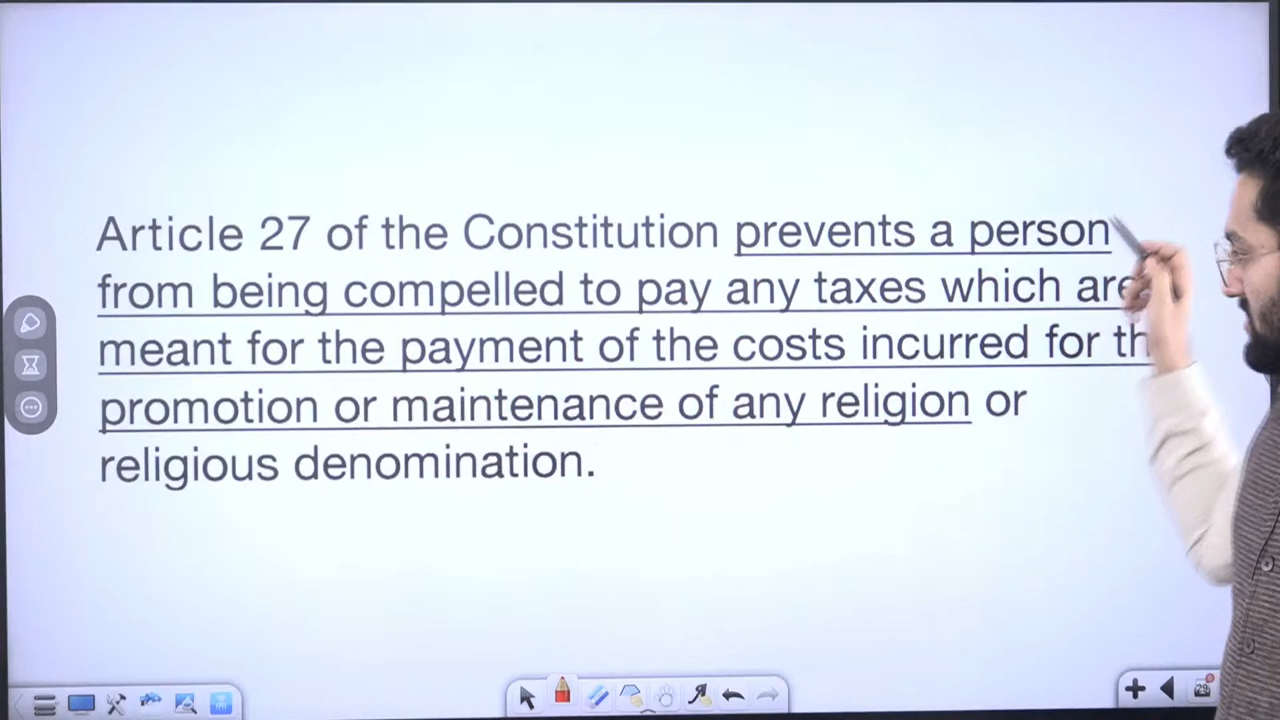 Article 27 of the Constitution prevents a person
from being compelled to pay any taxes which are
meant for the payment of the costs incurred for th
promotion or maintenance of any religion or
religious denomination.
29